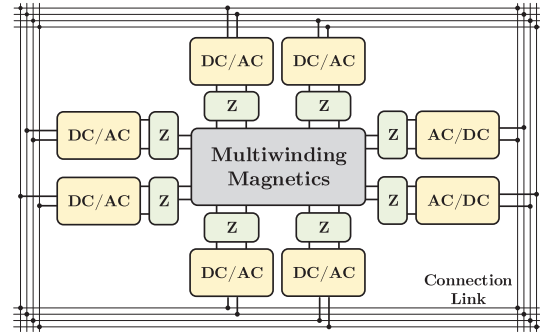 DC/AC DC/AC
Z Z
DC/AC Z Z AC/DC
Multiwinding
Magnetics
DC/AC Z Z AC/DC
Z Z
DC/AC DC/AC
Connection
Link